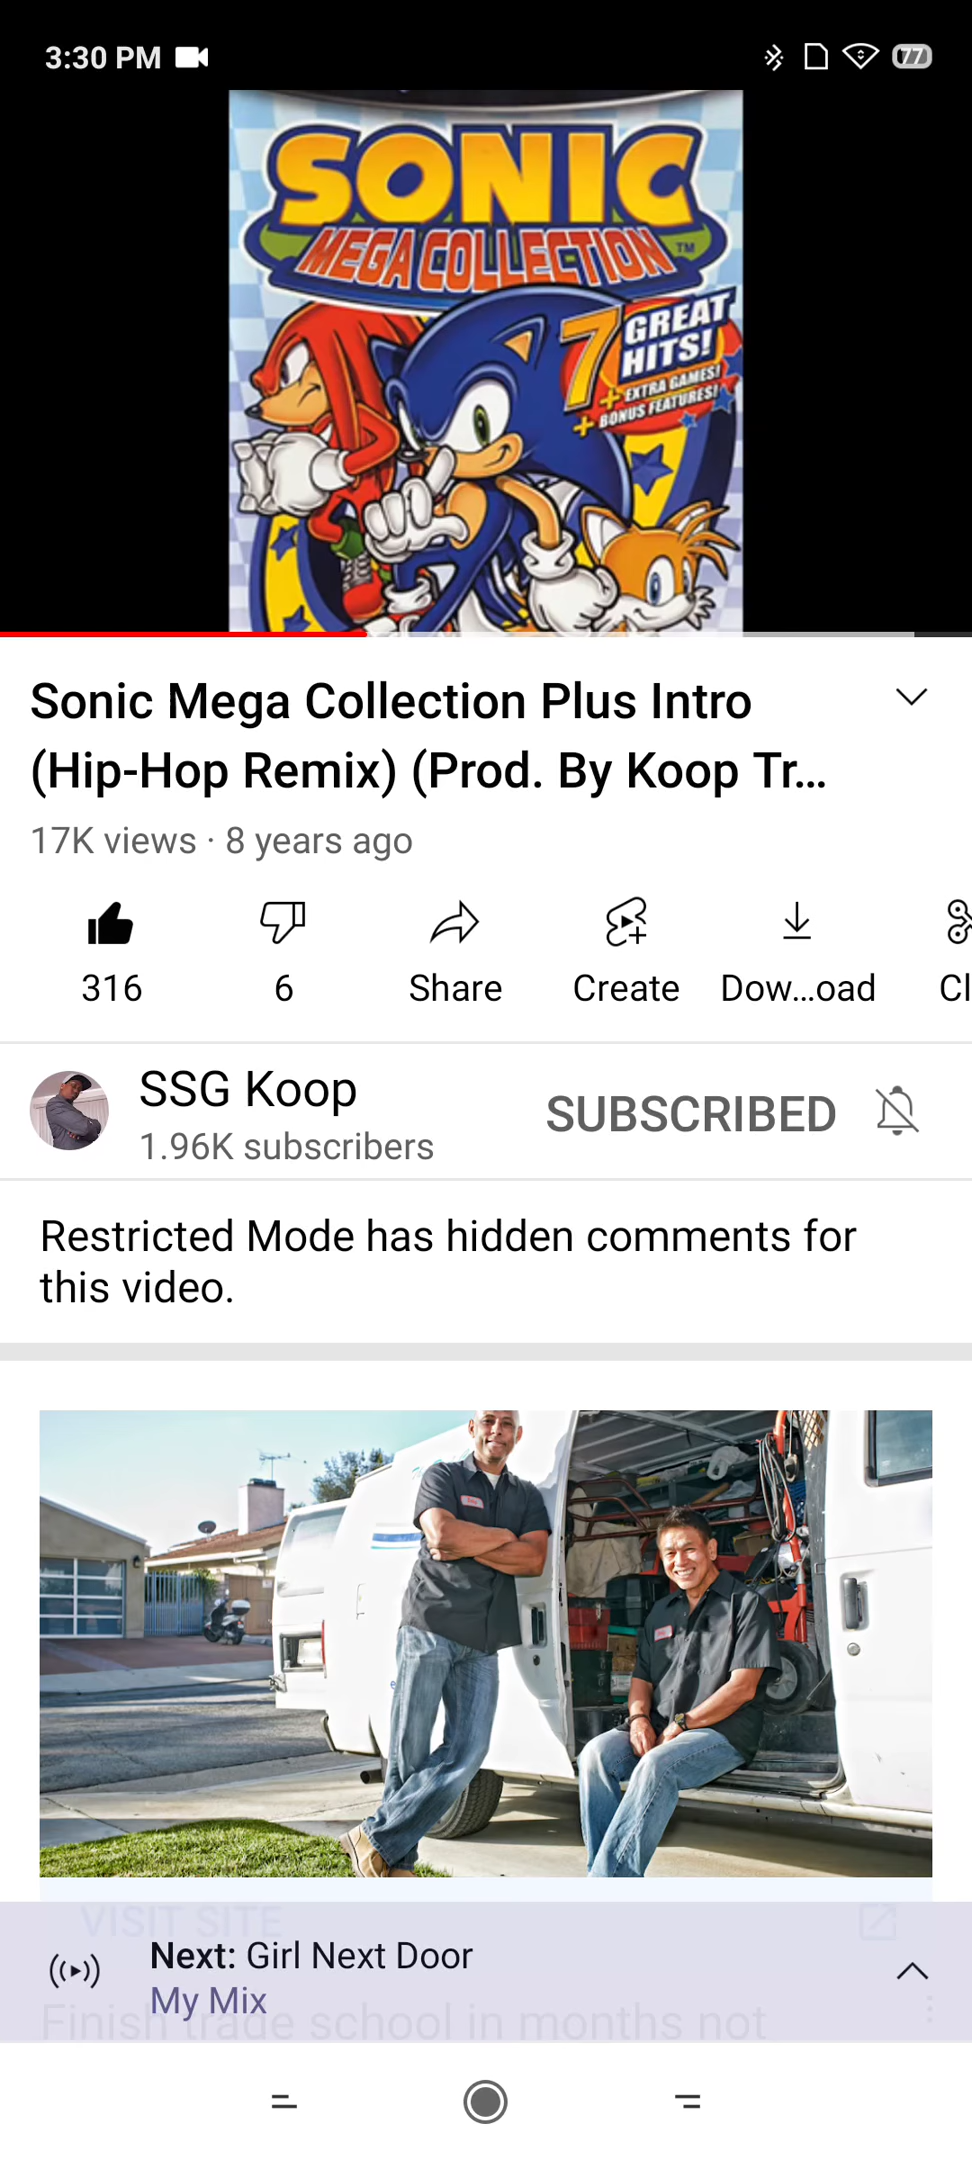 3:30 PM
77
SONIC
MEGA COLLECTION TM
7 GREAT
HITS!
+ EXTRA GAMES!
+ BONUS FEATURES!
Sonic Mega Collection Plus Intro
(Hip-Hop Remix) (Prod. By Koop Tr...
17K views · 8 years ago
316
6
Share
Create
Dow...oad
Cl
SSG Koop
1.96K subscribers
SUBSCRIBED
Restricted Mode has hidden comments for
this video.
VISIT SITE
Next: Girl Next Door
My Mix
Finish trade school in months not